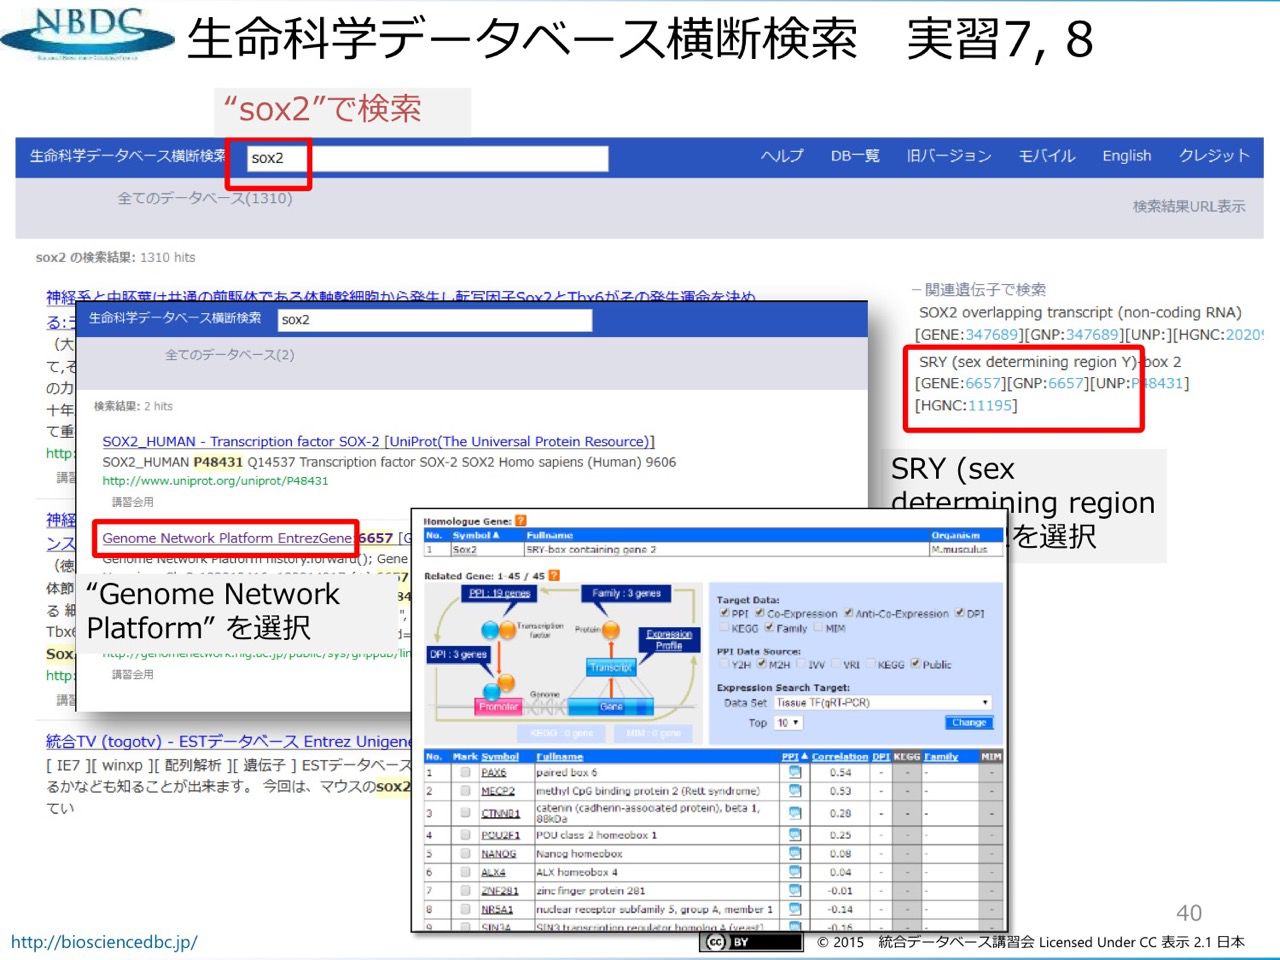 NBDC
生命科学データベース横断検索　実習7, 8
“sox2”で検索
生命科学データベース横断検索 sox2 ヘルプ DB一覧 旧バージョン モバイル English クレジット
全てのデータベース(1310)
検索結果URL表示
sox2 の検索結果: 1310 hits
神経系と中胚葉は共通の前駆体である体軸幹細胞から発生し転写因子Sox2とTbx6がその発生運命を決め
る:
（大
て,そ
の力
十年
て重
http:
講習
神経
ンス
（徳
体節
る 細
Tbx6
Sox
http:
講習
統合TV (togotv) - ESTデータベース Entrez Unigene
[ IE7 ][ winxp ][ 配列解析 ][ 遺伝子 ] ESTデータベース
るかなども知ることが出来ます。 今回は、マウスのsox2
てい
− 関連遺伝子で検索
SOX2 overlapping transcript (non-coding RNA)
[GENE:347689][GNP:347689][UNP:][HGNC:20209
SRY (sex determining region Y)-box 2
[GENE:6657][GNP:6657][UNP:P48431]
[HGNC:11195]
SRY (sex
determining region
を選択
生命科学データベース横断検索 sox2
全てのデータベース(2)
検索結果: 2 hits
SOX2_HUMAN - Transcription factor SOX-2 [UniProt(The Universal Protein Resource)]
SOX2_HUMAN P48431 Q14537 Transcription factor SOX-2 SOX2 Homo sapiens (Human) 9606
http://www.uniprot.org/uniprot/P48431
講習会用
Genome Network Platform EntrezGene:6657 [G
Genome Network Platform history.forward(); Gene
“Genome Network
Platform” を選択
講習会用
Homologue Gene: ?
No. Symbol▲ Fullname Organism
1 Sox2 SRY-box containing gene 2 M.musculus
Related Gene: 1-45 / 45 ?
PPI : 19 genes
Family : 3 genes
Transcription factor
Protein
Expression Profile
DPI : 3 genes
Transcript
Genome
Promoter
Gene
KEGG : 0 gene
MIM : 0 gene
Target Data:
PPI Co-Expression Anti-Co-Expression DPI
KEGG Family MIM
PPI Data Source:
Y2H M2H IVV VRI KEGG Public
Expression Search Target:
Data Set Tissue TF(qRT-PCR)
Top 10 Change
No. Mark Symbol Fullname PPI▲ Correlation DPI KEGG Family MIM
1 PAX6 paired box 6 0.54 - - - -
2 MECP2 methyl CpG binding protein 2 (Rett syndrome) 0.53 - - - -
3 CTNNB1 catenin (cadherin-associated protein), beta 1, 88kDa 0.28 - - - -
4 POU2F1 POU class 2 homeobox 1 0.25 - - - -
5 NANOG Nanog homeobox 0.08 - - - -
6 ALX4 ALX homeobox 4 0.04 - - - -
7 ZNF281 zinc finger protein 281 -0.01 - - - -
8 NR5A1 nuclear receptor subfamily 5, group A, member 1 -0.14 - - - -
9 SIN3A SIN3 transcription regulator homolog A (yeast) -0.16 - - - -
40
http://biosciencedbc.jp/
cc BY
© 2015　統合データベース講習会 Licensed Under CC 表示 2.1 日本